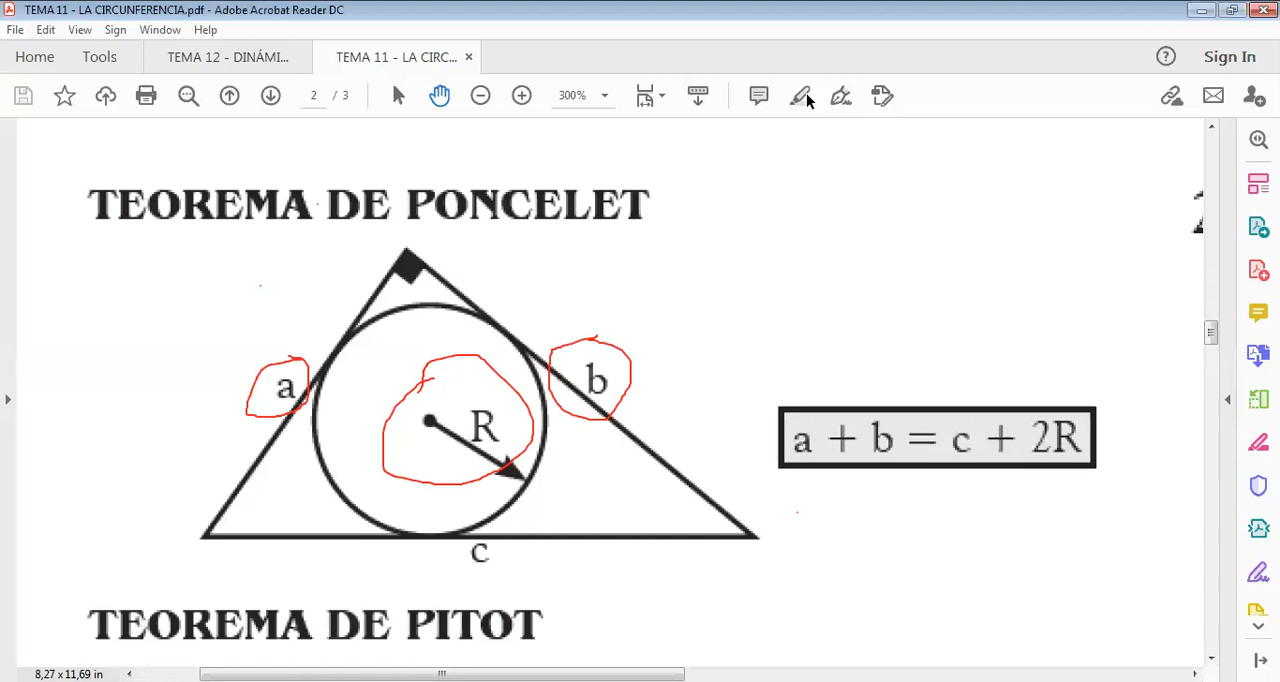 TEMA 11 - LA CIRCUNFERENCIA.pdf - Adobe Acrobat Reader DC
File Edit View Sign Window Help
Home Tools TEMA 12 - DINÁMI... TEMA 11 - LA CIRC... × Sign In
2 / 3 300%
TEOREMA DE PONCELET
a b
R
a + b = c + 2R
c
TEOREMA DE PITOT
8,27 x 11,69 in